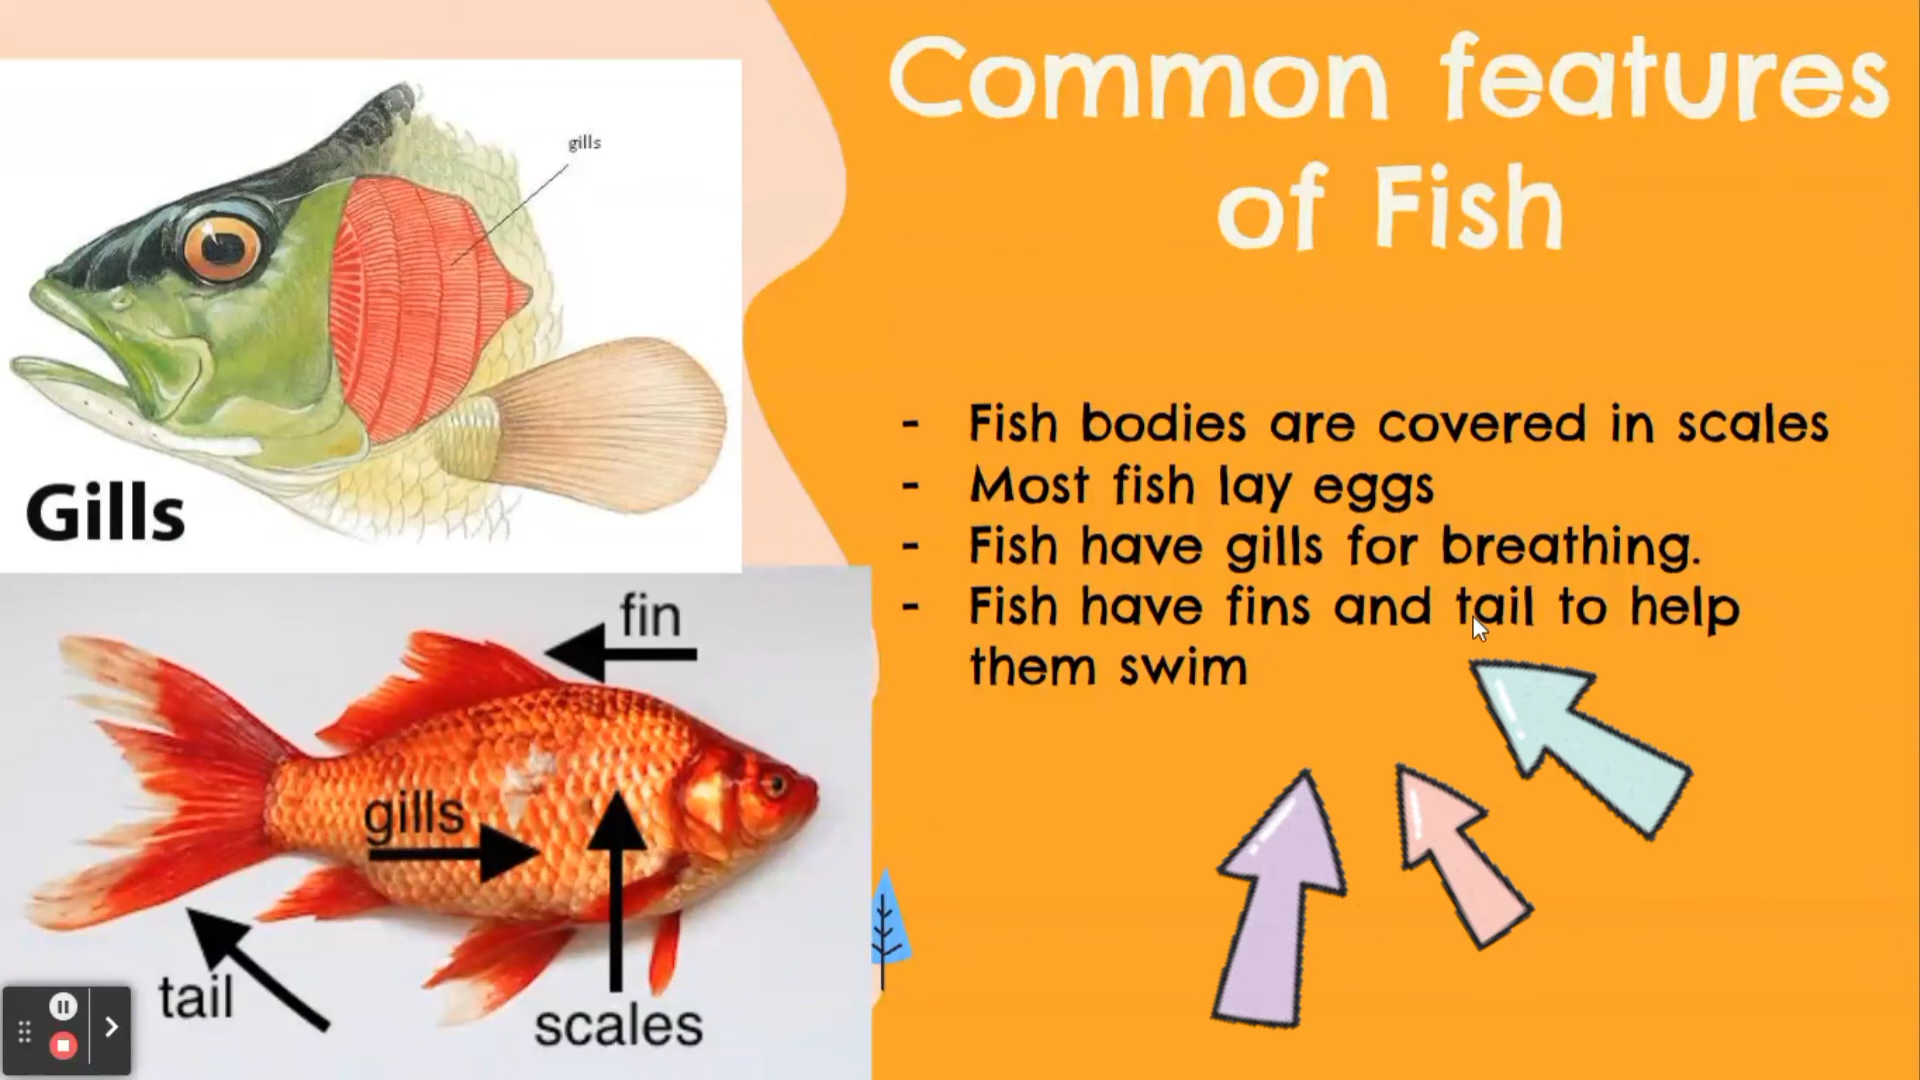 Common features
of Fish
gills
Gills
- Fish bodies are covered in scales
- Most fish lay eggs
- Fish have gills for breathing.
- Fish have fins and tail to help
them swim
fin
gills
tail
scales